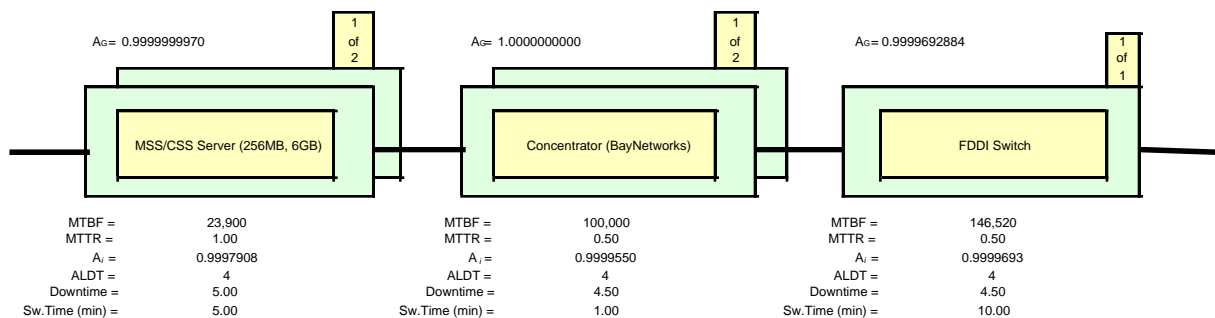 AG= 0.9999999970
1
of
2
AG= 1.0000000000
1
of
2
AG= 0.9999692884
1
of
1
MSS/CSS Server (256MB, 6GB)
Concentrator (BayNetworks)
FDDI Switch
MTBF = 23,900
MTTR = 1.00
Ai = 0.9997908
ALDT = 4
Downtime = 5.00
Sw.Time (min) = 5.00
MTBF = 100,000
MTTR = 0.50
Ai = 0.9999550
ALDT = 4
Downtime = 4.50
Sw.Time (min) = 1.00
MTBF = 146,520
MTTR = 0.50
Ai = 0.9999693
ALDT = 4
Downtime = 4.50
Sw.Time (min) = 10.00